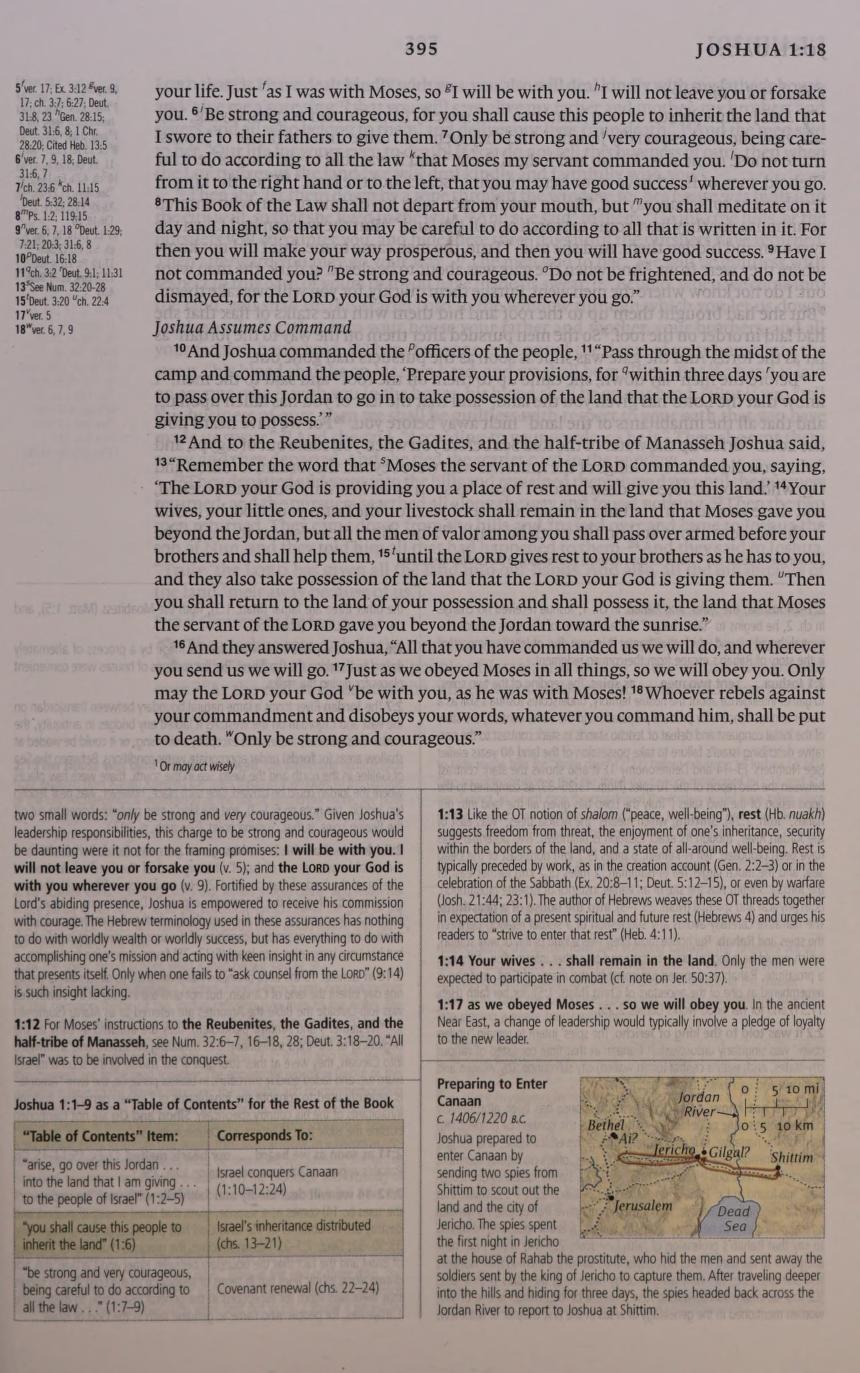 395
JOSHUA 1:18
5 f ver. 17; Ex. 3:12 g ver. 9,
17; ch. 3:7; 6:27; Deut.
31:8, 23 h Gen. 28:15;
Deut. 31:6, 8; 1 Chr.
28:20; Cited Heb. 13:5
6 i ver. 7, 9, 18; Deut.
31:6, 7
7 j ch. 23:6 k ch. 11:15
l Deut. 5:32; 28:14
8 m Ps. 1:2; 119:15
9 n ver. 6, 7, 18 o Deut. 1:29;
7:21; 20:3; 31:6, 8
10 p Deut. 16:18
11 q ch. 3:2 r Deut. 9:1; 11:31
13 s See Num. 32:20-28
15 t Deut. 3:20 u ch. 22:4
17 v ver. 5
18 w ver. 6, 7, 9
your life. Just f as I was with Moses, so g I will be with you. h I will not leave you or forsake
you. 6 i Be strong and courageous, for you shall cause this people to inherit the land that
I swore to their fathers to give them. 7 Only be strong and j very courageous, being care-
ful to do according to all the law k that Moses my servant commanded you. l Do not turn
from it to the right hand or to the left, that you may have good success 1 wherever you go.
8 This Book of the Law shall not depart from your mouth, but m you shall meditate on it
day and night, so that you may be careful to do according to all that is written in it. For
then you will make your way prosperous, and then you will have good success. 9 Have I
not commanded you? n Be strong and courageous. o Do not be frightened, and do not be
dismayed, for the LORD your God is with you wherever you go.”
Joshua Assumes Command
10 And Joshua commanded the p officers of the people, 11 “Pass through the midst of the
camp and command the people, ‘Prepare your provisions, for q within three days r you are
to pass over this Jordan to go in to take possession of the land that the LORD your God is
giving you to possess.’ ”
12 And to the Reubenites, the Gadites, and the half-tribe of Manasseh Joshua said,
13 “Remember the word that s Moses the servant of the LORD commanded you, saying,
‘The LORD your God is providing you a place of rest and will give you this land.’ 14 Your
wives, your little ones, and your livestock shall remain in the land that Moses gave you
beyond the Jordan, but all the men of valor among you shall pass over armed before your
brothers and shall help them, 15 t until the LORD gives rest to your brothers as he has to you,
and they also take possession of the land that the LORD your God is giving them. u Then
you shall return to the land of your possession and shall possess it, the land that Moses
the servant of the LORD gave you beyond the Jordan toward the sunrise.”
16 And they answered Joshua, “All that you have commanded us we will do, and wherever
you send us we will go. 17 Just as we obeyed Moses in all things, so we will obey you. Only
may the LORD your God v be with you, as he was with Moses! 18 Whoever rebels against
your commandment and disobeys your words, whatever you command him, shall be put
to death. w Only be strong and courageous.”
1 Or may act wisely
two small words: “only be strong and very courageous.” Given Joshua's
leadership responsibilities, this charge to be strong and courageous would
be daunting were it not for the framing promises: I will be with you. I
will not leave you or forsake you (v. 5); and the LORD your God is
with you wherever you go (v. 9). Fortified by these assurances of the
Lord's abiding presence, Joshua is empowered to receive his commission
with courage. The Hebrew terminology used in these assurances has nothing
to do with worldly wealth or worldly success, but has everything to do with
accomplishing one's mission and acting with keen insight in any circumstance
that presents itself. Only when one fails to “ask counsel from the LORD” (9:14)
is such insight lacking.
1:12 For Moses' instructions to the Reubenites, the Gadites, and the
half-tribe of Manasseh, see Num. 32:6–7, 16–18, 28; Deut. 3:18–20. “All
Israel” was to be involved in the conquest.
Joshua 1:1–9 as a “Table of Contents” for the Rest of the Book
“Table of Contents” Item:
Corresponds To:
“arise, go over this Jordan . . .
into the land that I am giving . . .
to the people of Israel” (1:2–5)
Israel conquers Canaan
(1:10–12:24)
“you shall cause this people to
inherit the land” (1:6)
Israel's inheritance distributed
(chs. 13–21)
“be strong and very courageous,
being careful to do according to
all the law . . .” (1:7–9)
Covenant renewal (chs. 22–24)
1:13 Like the OT notion of shalom (“peace, well-being”), rest (Hb. nuakh)
suggests freedom from threat, the enjoyment of one's inheritance, security
within the borders of the land, and a state of all-around well-being. Rest is
typically preceded by work, as in the creation account (Gen. 2:2–3) or in the
celebration of the Sabbath (Ex. 20:8–11; Deut. 5:12–15), or even by warfare
(Josh. 21:44; 23:1). The author of Hebrews weaves these OT threads together
in expectation of a present spiritual and future rest (Hebrews 4) and urges his
readers to “strive to enter that rest” (Heb. 4:11).
1:14 Your wives . . . shall remain in the land. Only the men were
expected to participate in combat (cf. note on Jer. 50:37).
1:17 as we obeyed Moses . . . so we will obey you. In the ancient
Near East, a change of leadership would typically involve a pledge of loyalty
to the new leader.
Preparing to Enter
Canaan
c. 1406/1220 B.C.
Joshua prepared to
enter Canaan by
sending two spies from
Shittim to scout out the
land and the city of
Jericho. The spies spent
the first night in Jericho
at the house of Rahab the prostitute, who hid the men and sent away the
soldiers sent by the king of Jericho to capture them. After traveling deeper
into the hills and hiding for three days, the spies headed back across the
Jordan River to report to Joshua at Shittim.
Jordan
River
0 5 10 mi
0 5 10 km
Bethel
Ai?
Jericho
Gilgal?
Shittim
Jerusalem
Dead
Sea